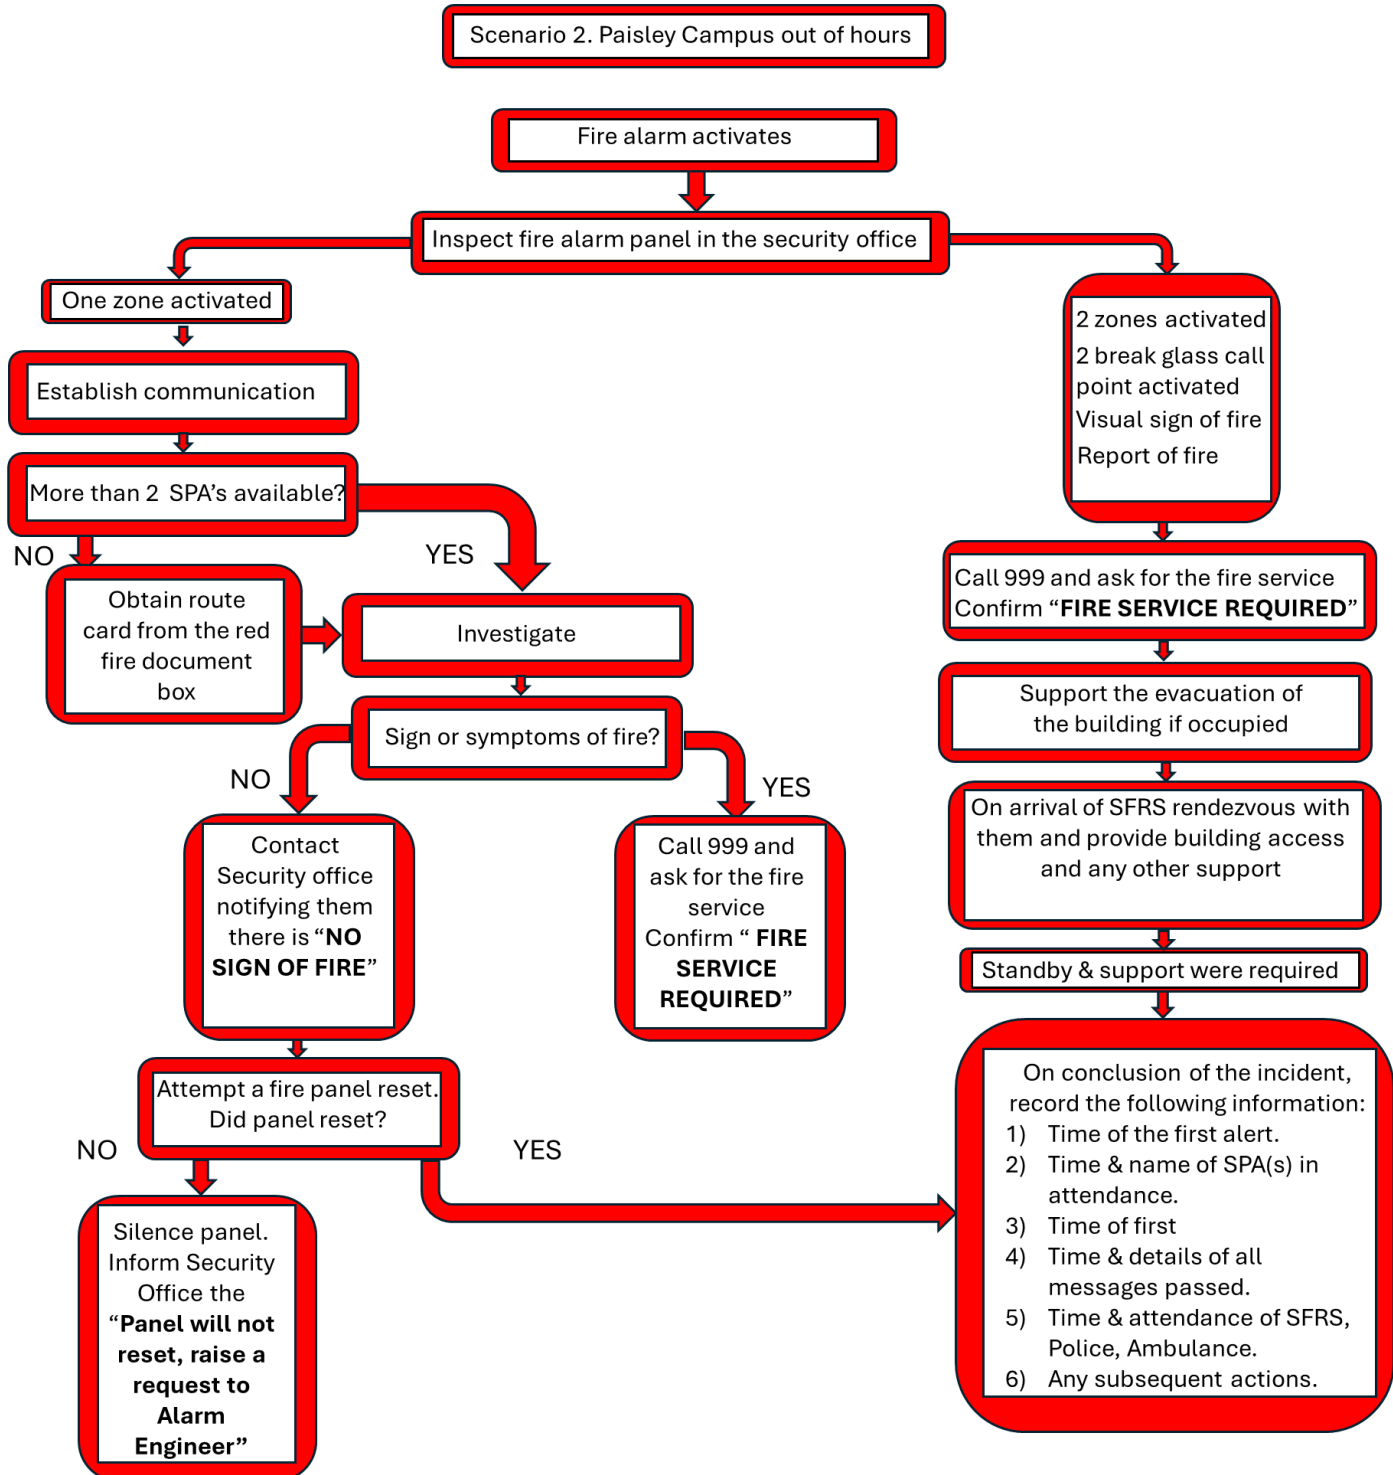 Scenario 2. Paisley Campus out of hours
Fire alarm activates
Inspect fire alarm panel in the security office
One zone activated
Establish communication
More than 2 SPA's available?
NO
YES
Obtain route
card from the red
fire document
box
Investigate
Sign or symptoms of fire?
NO
YES
Contact
Security office
notifying them
there is “NO
SIGN OF FIRE”
Call 999 and
ask for the fire
service
Confirm “ FIRE
SERVICE
REQUIRED”
Attempt a fire panel reset.
Did panel reset?
NO
YES
Silence panel.
Inform Security
Office the
“Panel will not
reset, raise a
request to
Alarm
Engineer”
2 zones activated
2 break glass call
point activated
Visual sign of fire
Report of fire
Call 999 and ask for the fire service
Confirm “FIRE SERVICE REQUIRED”
Support the evacuation of
the building if occupied
On arrival of SFRS rendezvous with
them and provide building access
and any other support
Standby & support were required
On conclusion of the incident,
record the following information:
1) Time of the first alert.
2) Time & name of SPA(s) in
attendance.
3) Time of first
4) Time & details of all
messages passed.
5) Time & attendance of SFRS,
Police, Ambulance.
6) Any subsequent actions.